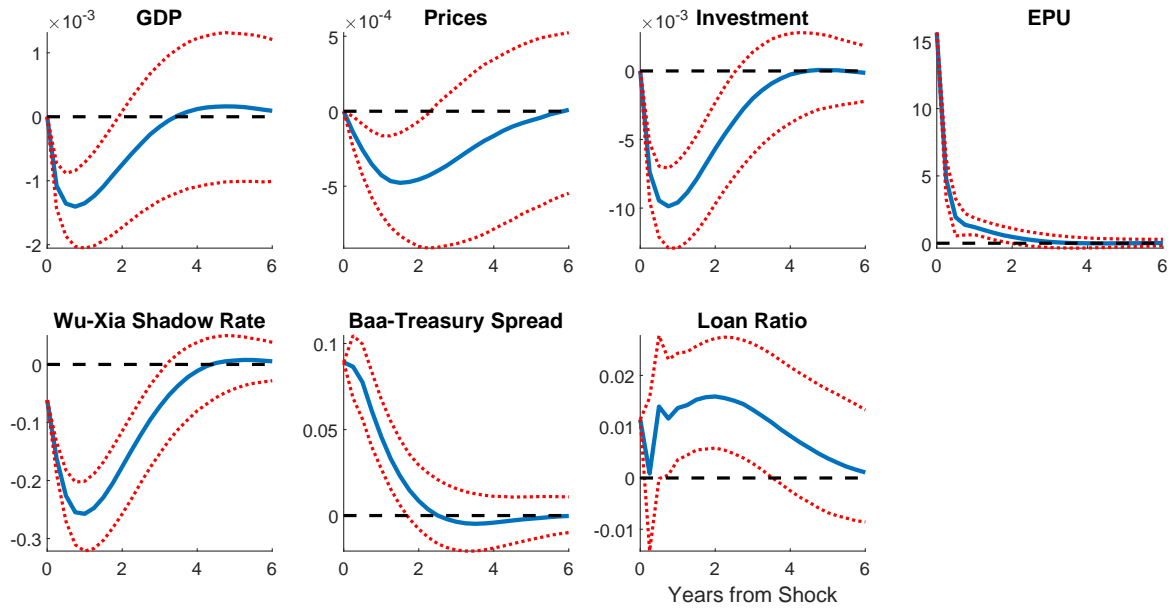 GDP
×10⁻³
1
0
-1
-2
0 2 4 6
Prices
×10⁻⁴
5
0
-5
0 2 4 6
Investment
×10⁻³
0
-5
-10
0 2 4 6
EPU
15
10
5
0
0 2 4 6
Wu-Xia Shadow Rate
0
-0.1
-0.2
-0.3
0 2 4 6
Baa-Treasury Spread
0.1
0.05
0
0 2 4 6
Loan Ratio
0.02
0.01
0
-0.01
0 2 4 6
Years from Shock